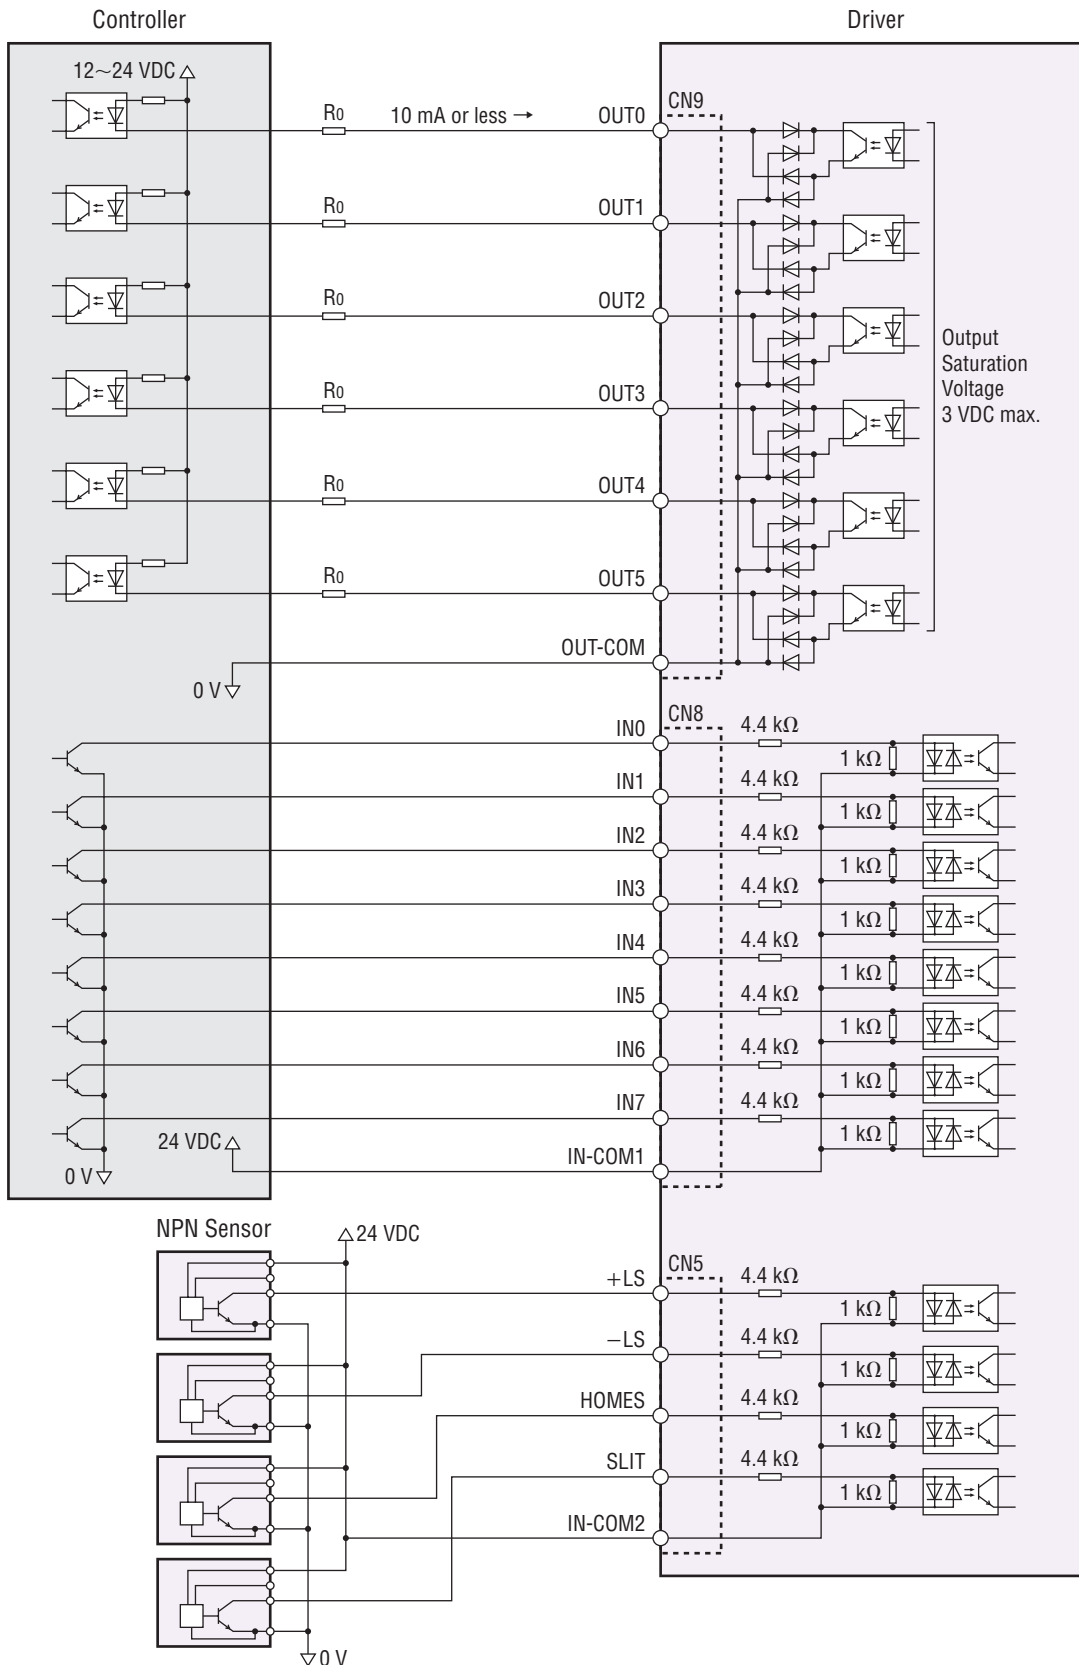 Controller
Driver
12~24 VDC
CN9
R0
10 mA or less →
OUT0
R0
OUT1
R0
OUT2
Output
Saturation
Voltage
3 VDC max.
R0
OUT3
R0
OUT4
R0
OUT5
OUT-COM
0 V
CN8
IN0
4.4 kΩ
1 kΩ
IN1
4.4 kΩ
1 kΩ
IN2
4.4 kΩ
1 kΩ
IN3
4.4 kΩ
1 kΩ
IN4
4.4 kΩ
1 kΩ
IN5
4.4 kΩ
1 kΩ
IN6
4.4 kΩ
1 kΩ
IN7
4.4 kΩ
1 kΩ
24 VDC
IN-COM1
0 V
NPN Sensor
24 VDC
CN5
+LS
4.4 kΩ
1 kΩ
−LS
4.4 kΩ
1 kΩ
HOMES
4.4 kΩ
1 kΩ
SLIT
4.4 kΩ
1 kΩ
IN-COM2
0 V